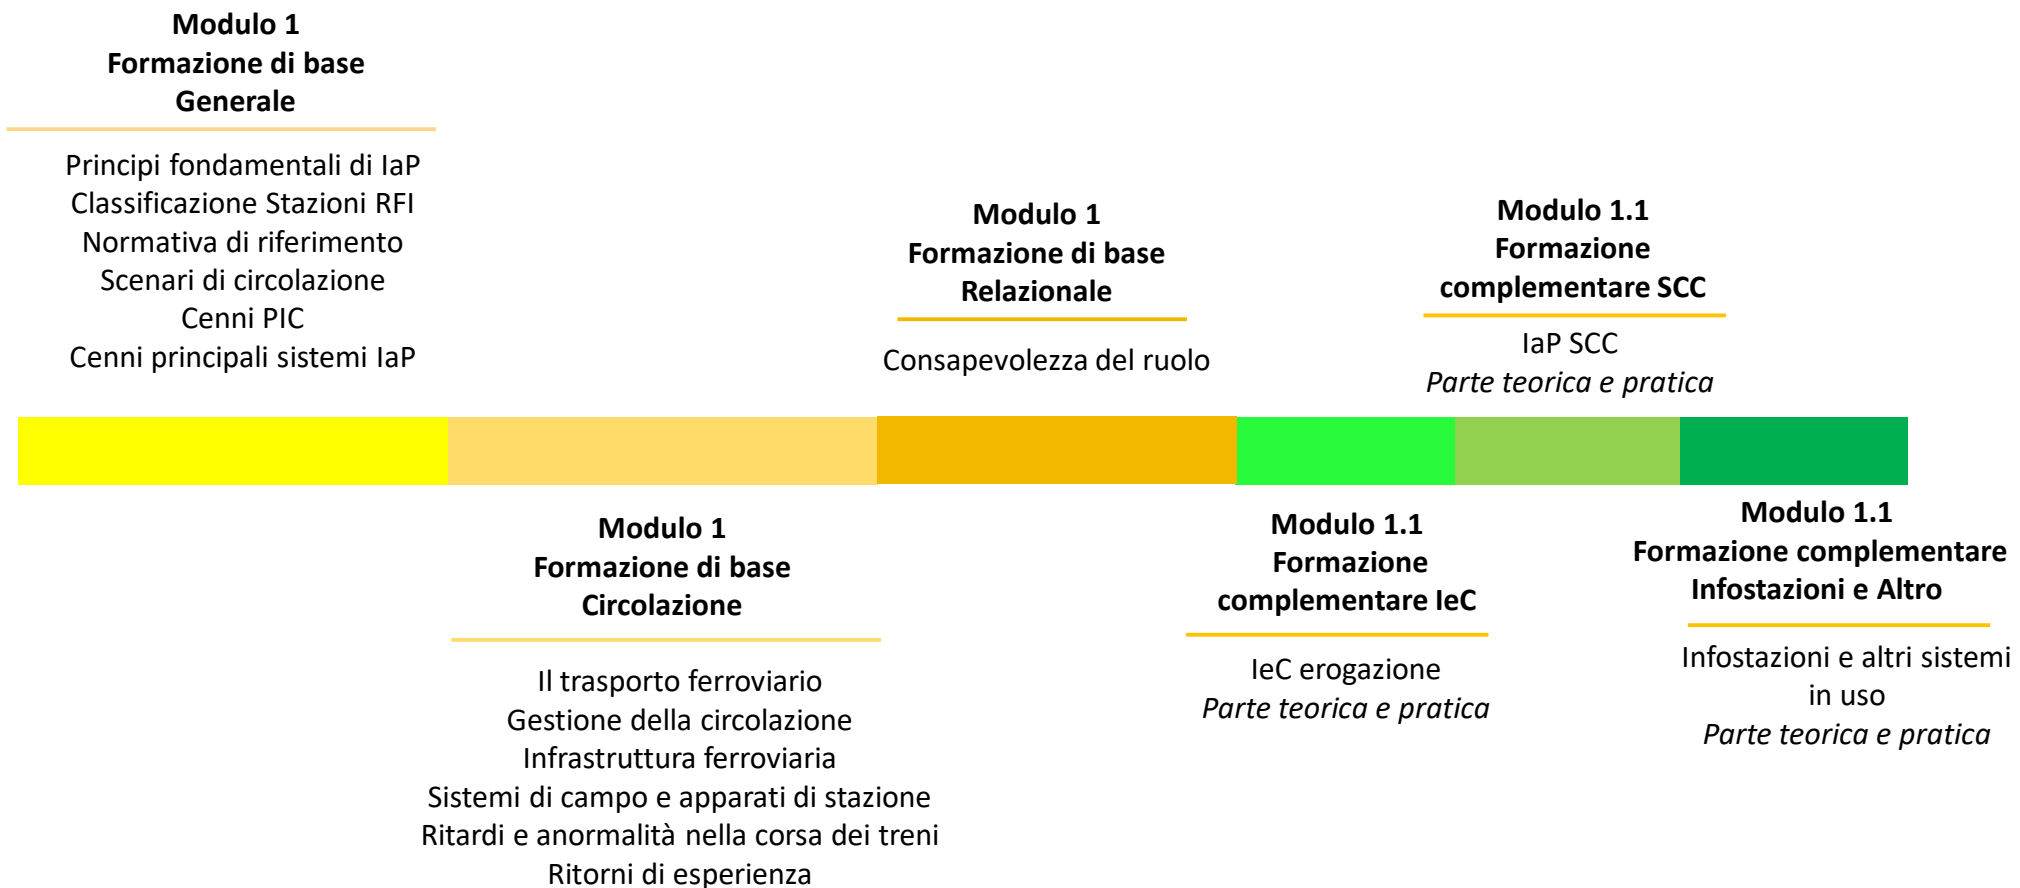 Modulo 1
Formazione di base
Generale
Principi fondamentali di IaP
Classificazione Stazioni RFI
Normativa di riferimento
Scenari di circolazione
Cenni PIC
Cenni principali sistemi IaP
Modulo 1
Formazione di base
Circolazione
Il trasporto ferroviario
Gestione della circolazione
Infrastruttura ferroviaria
Sistemi di campo e apparati di stazione
Ritardi e anormalità nella corsa dei treni
Ritorni di esperienza
Modulo 1
Formazione di base
Relazionale
Consapevolezza del ruolo
Modulo 1.1
Formazione
complementare IeC
IeC erogazione
Parte teorica e pratica
Modulo 1.1
Formazione
complementare SCC
IaP SCC
Parte teorica e pratica
Modulo 1.1
Formazione complementare
Infostazioni e Altro
Infostazioni e altri sistemi
in uso
Parte teorica e pratica